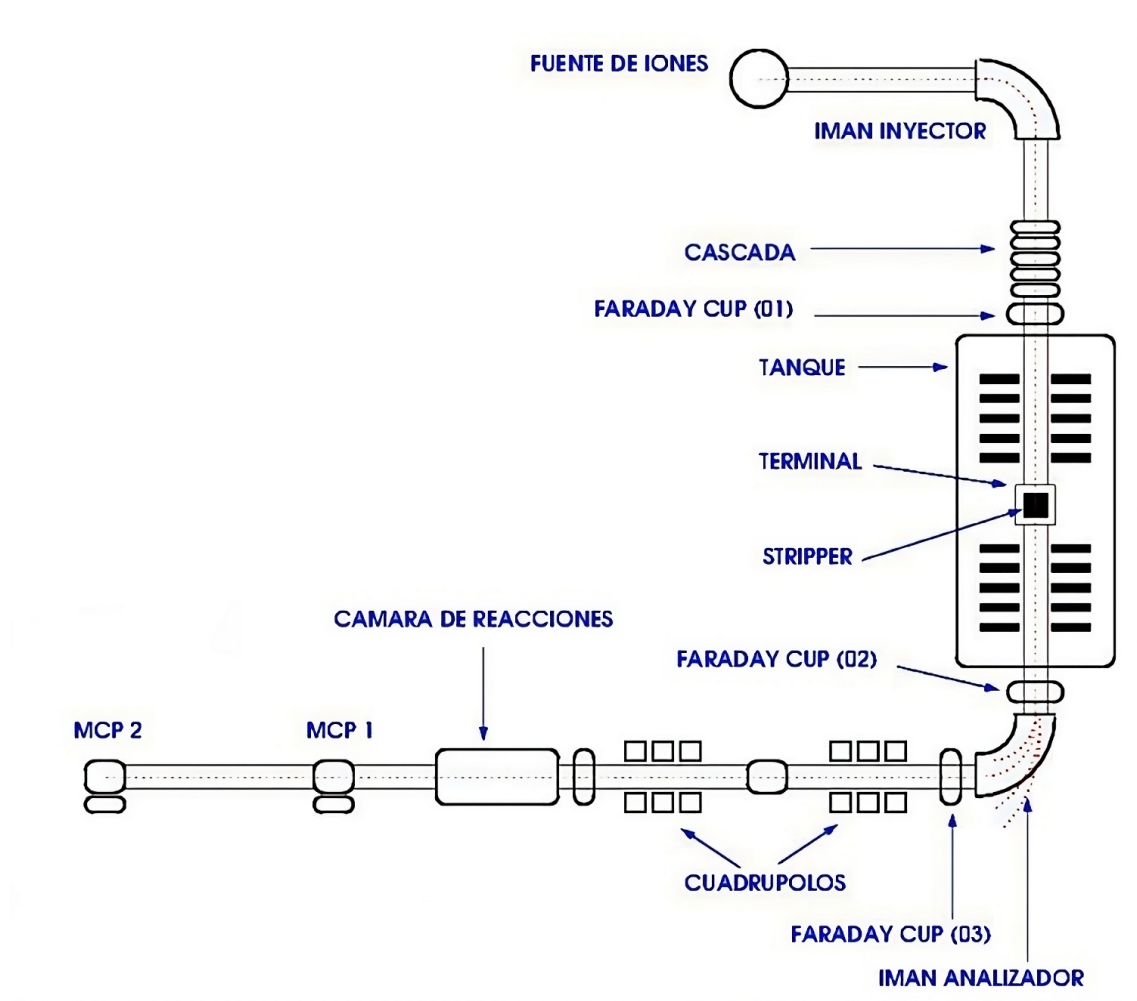 FUENTE DE IONES
IMAN INYECTOR
CASCADA
FARADAY CUP (01)
TANQUE
TERMINAL
STRIPPER
CAMARA DE REACCIONES
FARADAY CUP (02)
MCP 2
MCP 1
CUADRUPOLOS
FARADAY CUP (03)
IMAN ANALIZADOR